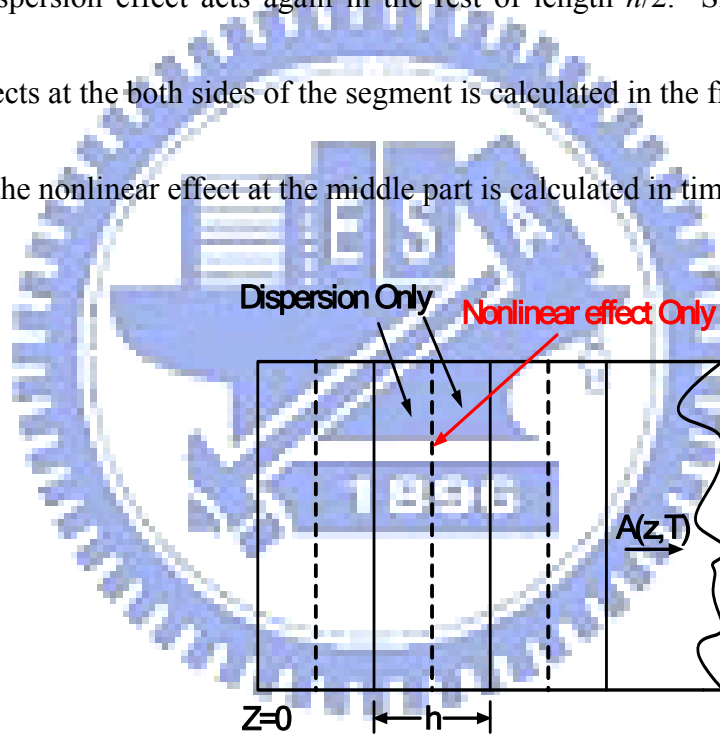 spersion effect acts again in the rest of length h/2.
ects at the both sides of the segment is calculated in the
he nonlinear effect at the middle part is calculated in
Dispersion Only
Nonlinear effect Only
ESA
1896
A(z,T)
Z=0
h